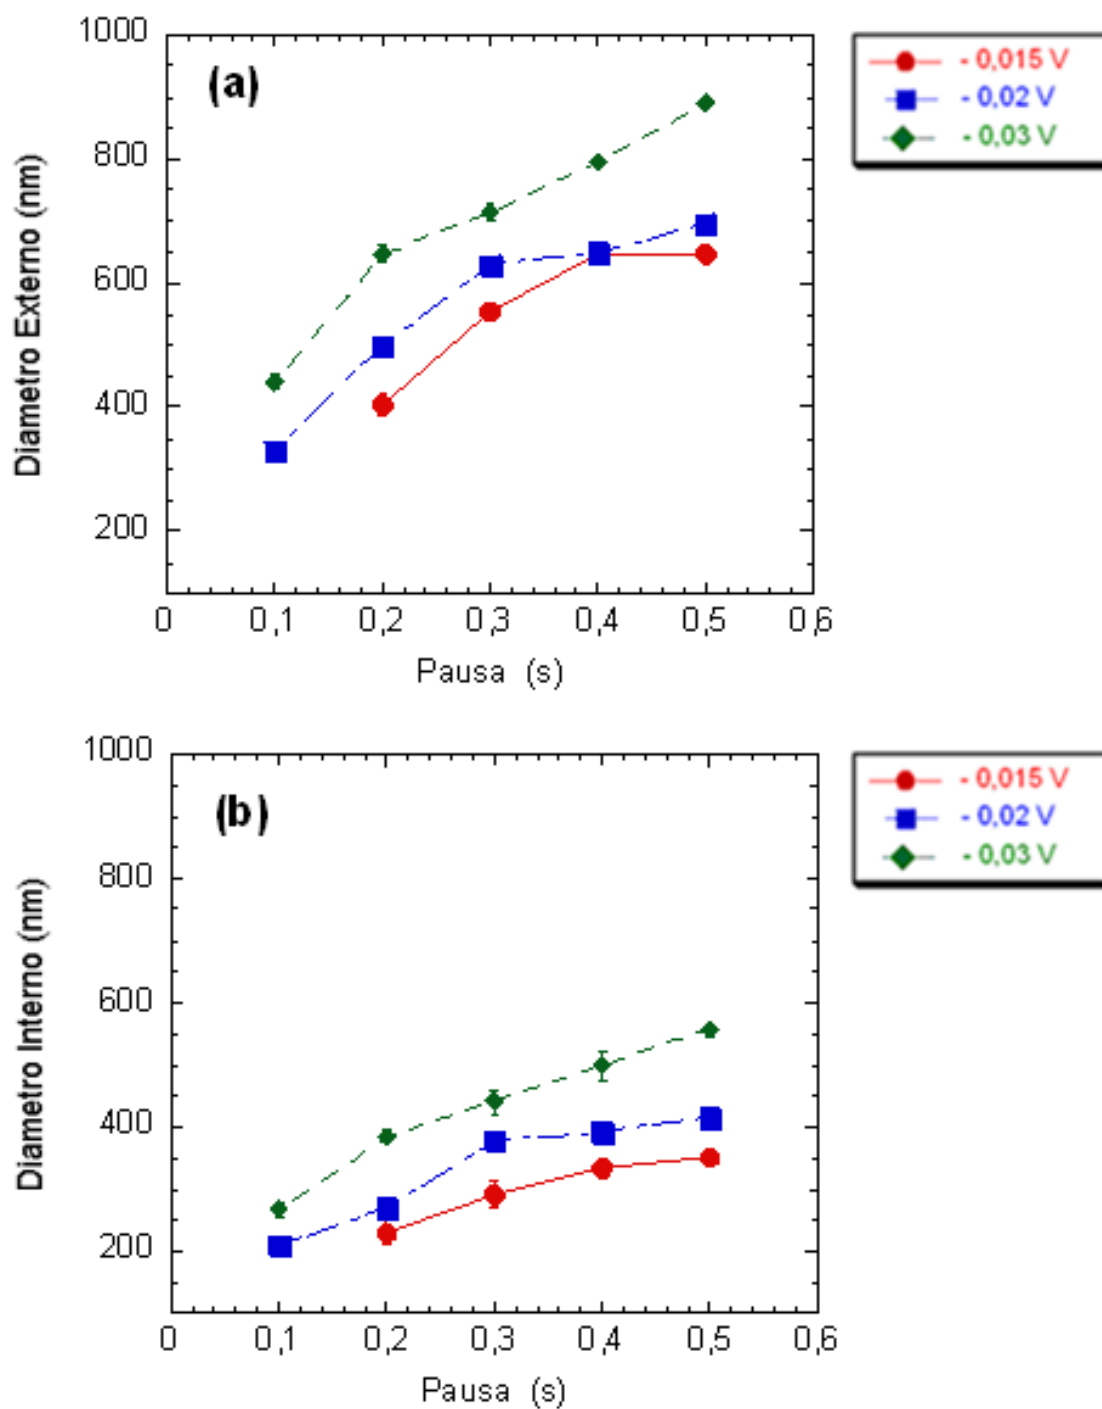 1000
(a)
800
600
400
200
Diametro Externo (nm)
0 0,1 0,2 0,3 0,4 0,5 0,6
Pausa (s)
- 0,015 V
- 0,02 V
- 0,03 V
1000
(b)
800
600
400
200
Diametro Interno (nm)
0 0,1 0,2 0,3 0,4 0,5 0,6
Pausa (s)
- 0,015 V
- 0,02 V
- 0,03 V